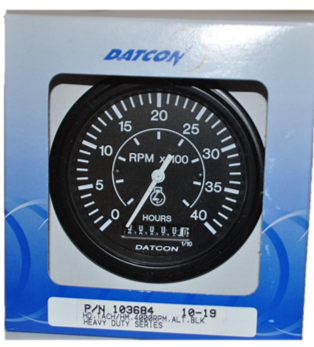 DATCON
20
15
25
10
RPM x 100
30
5
35
0
HOURS
40
1/10
DATCON
P/N 103684 10-19
HD.TACH/HM.4000RPM.ALT.BLK
HEAVY DUTY SERIES